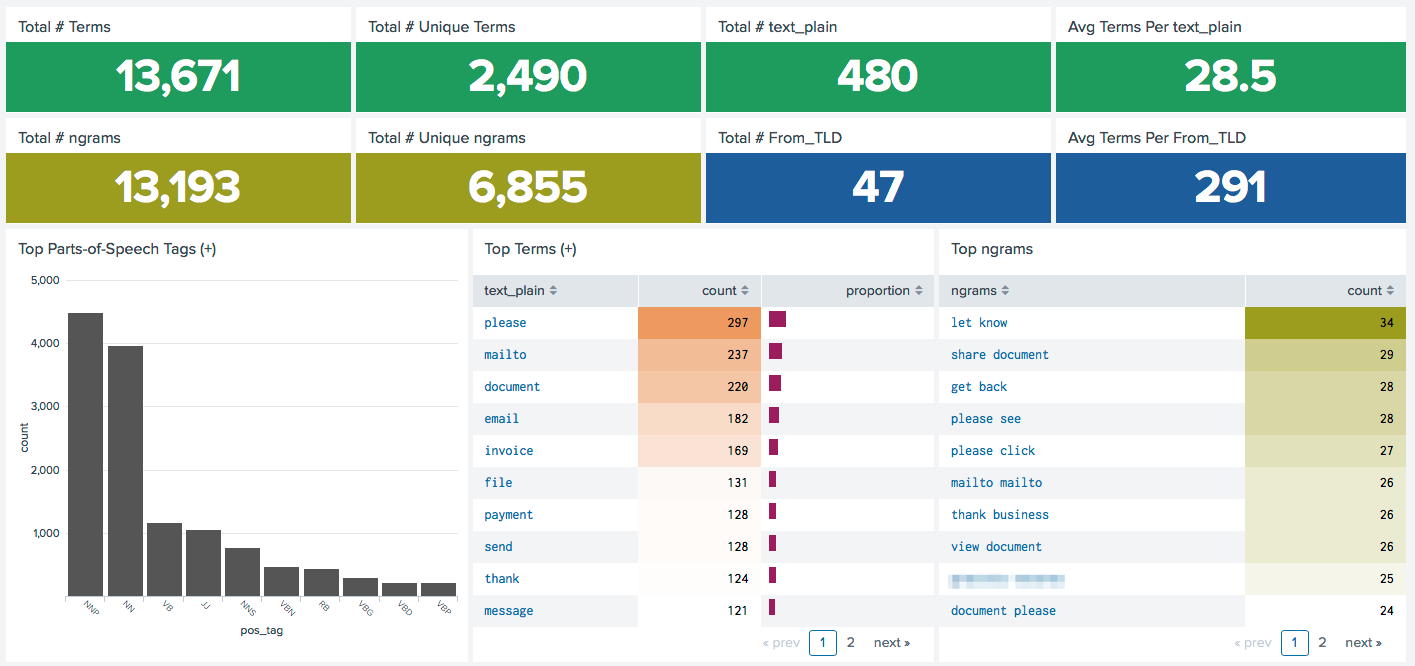 Total # Terms
Total # Unique Terms
Total # text_plain
Avg Terms Per text_plain
13,671
2,490
480
28.5
Total # ngrams
Total # Unique ngrams
Total # From_TLD
Avg Terms Per From_TLD
13,193
6,855
47
291
Top Parts-of-Speech Tags (+)
5,000
4,000
3,000
2,000
1,000
count
NNP
NN
VB
JJ
NNS
VBN
RB
VBG
VBD
VBP
pos_tag
Top Terms (+)
text_plain count proportion
please 297
mailto 237
document 220
email 182
invoice 169
file 131
payment 128
send 128
thank 124
message 121
« prev 1 2 next »
Top ngrams
ngrams count
let know 34
share document 29
get back 28
please see 28
please click 27
mailto mailto 26
thank business 26
view document 26
25
document please 24
« prev 1 2 next »